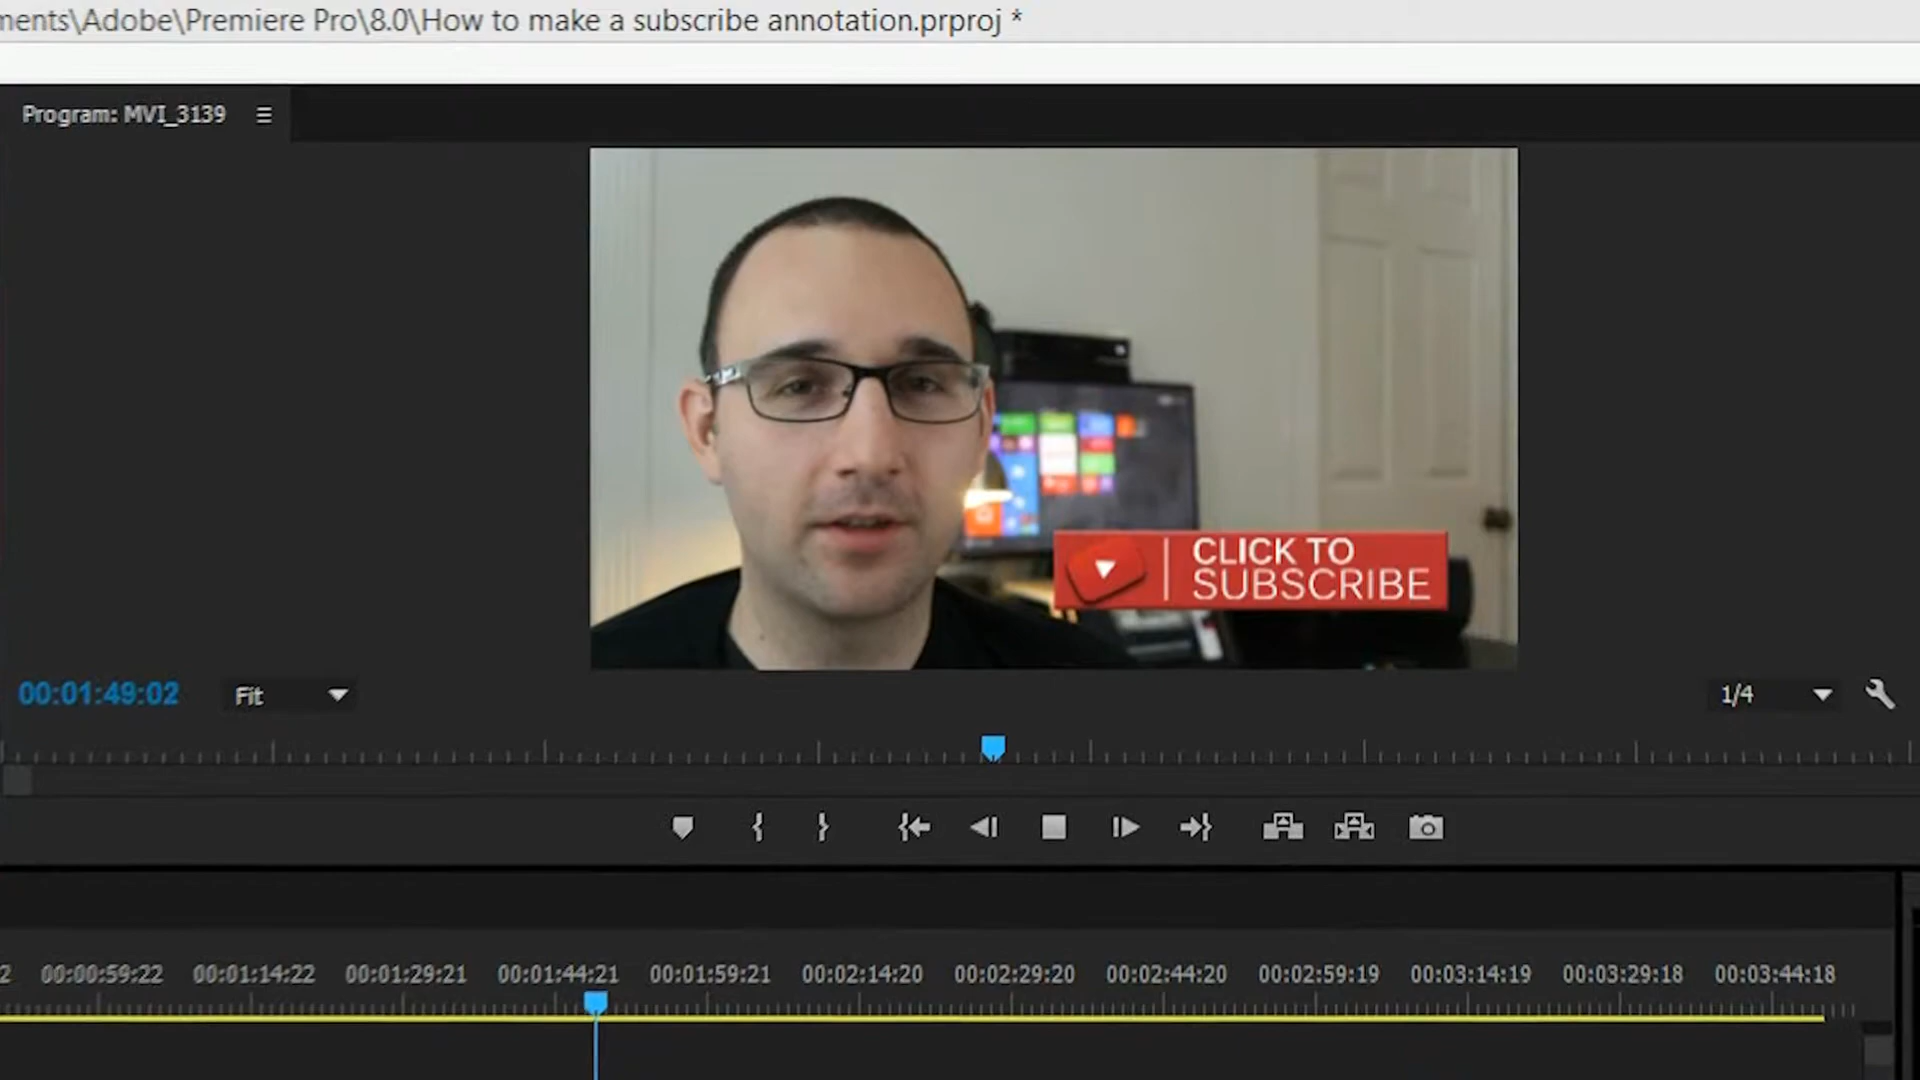 ments\Adobe\Premiere Pro\8.0\How to make a subscribe annotation.prproj *
Program: MVI_3139
CLICK TO
SUBSCRIBE
00:01:49:02
Fit
1/4
2 00:00:59:22 00:01:14:22 00:01:29:21 00:01:44:21 00:01:59:21 00:02:14:20 00:02:29:20 00:02:44:20 00:02:59:19 00:03:14:19 00:03:29:18 00:03:44:18